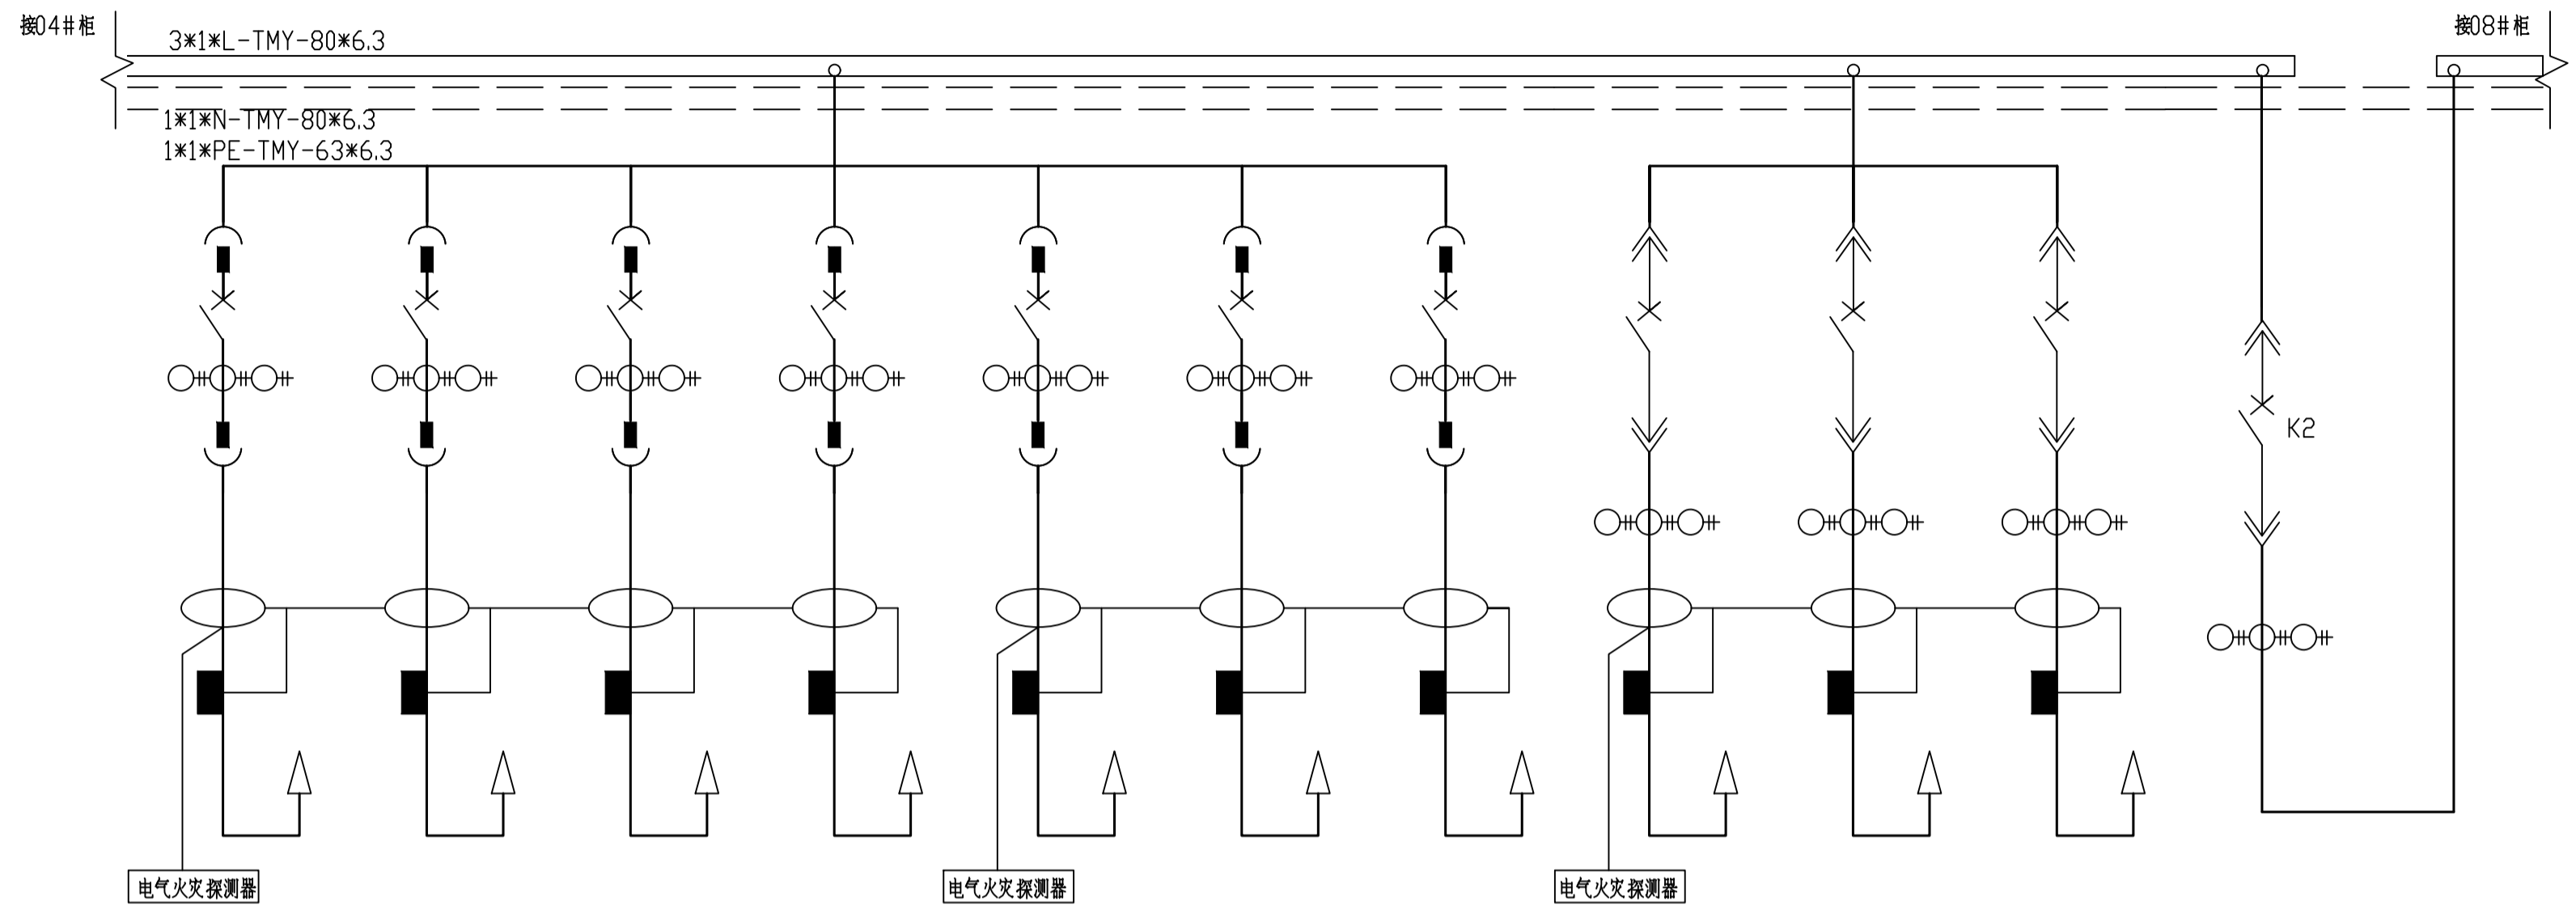 接04#柜
3*1*L-TMY-80*6.3
接08#柜
1*1*N-TMY-80*6.3
1*1*PE-TMY-63*6.3
K2
电气火灾探测器
电气火灾探测器
电气火灾探测器